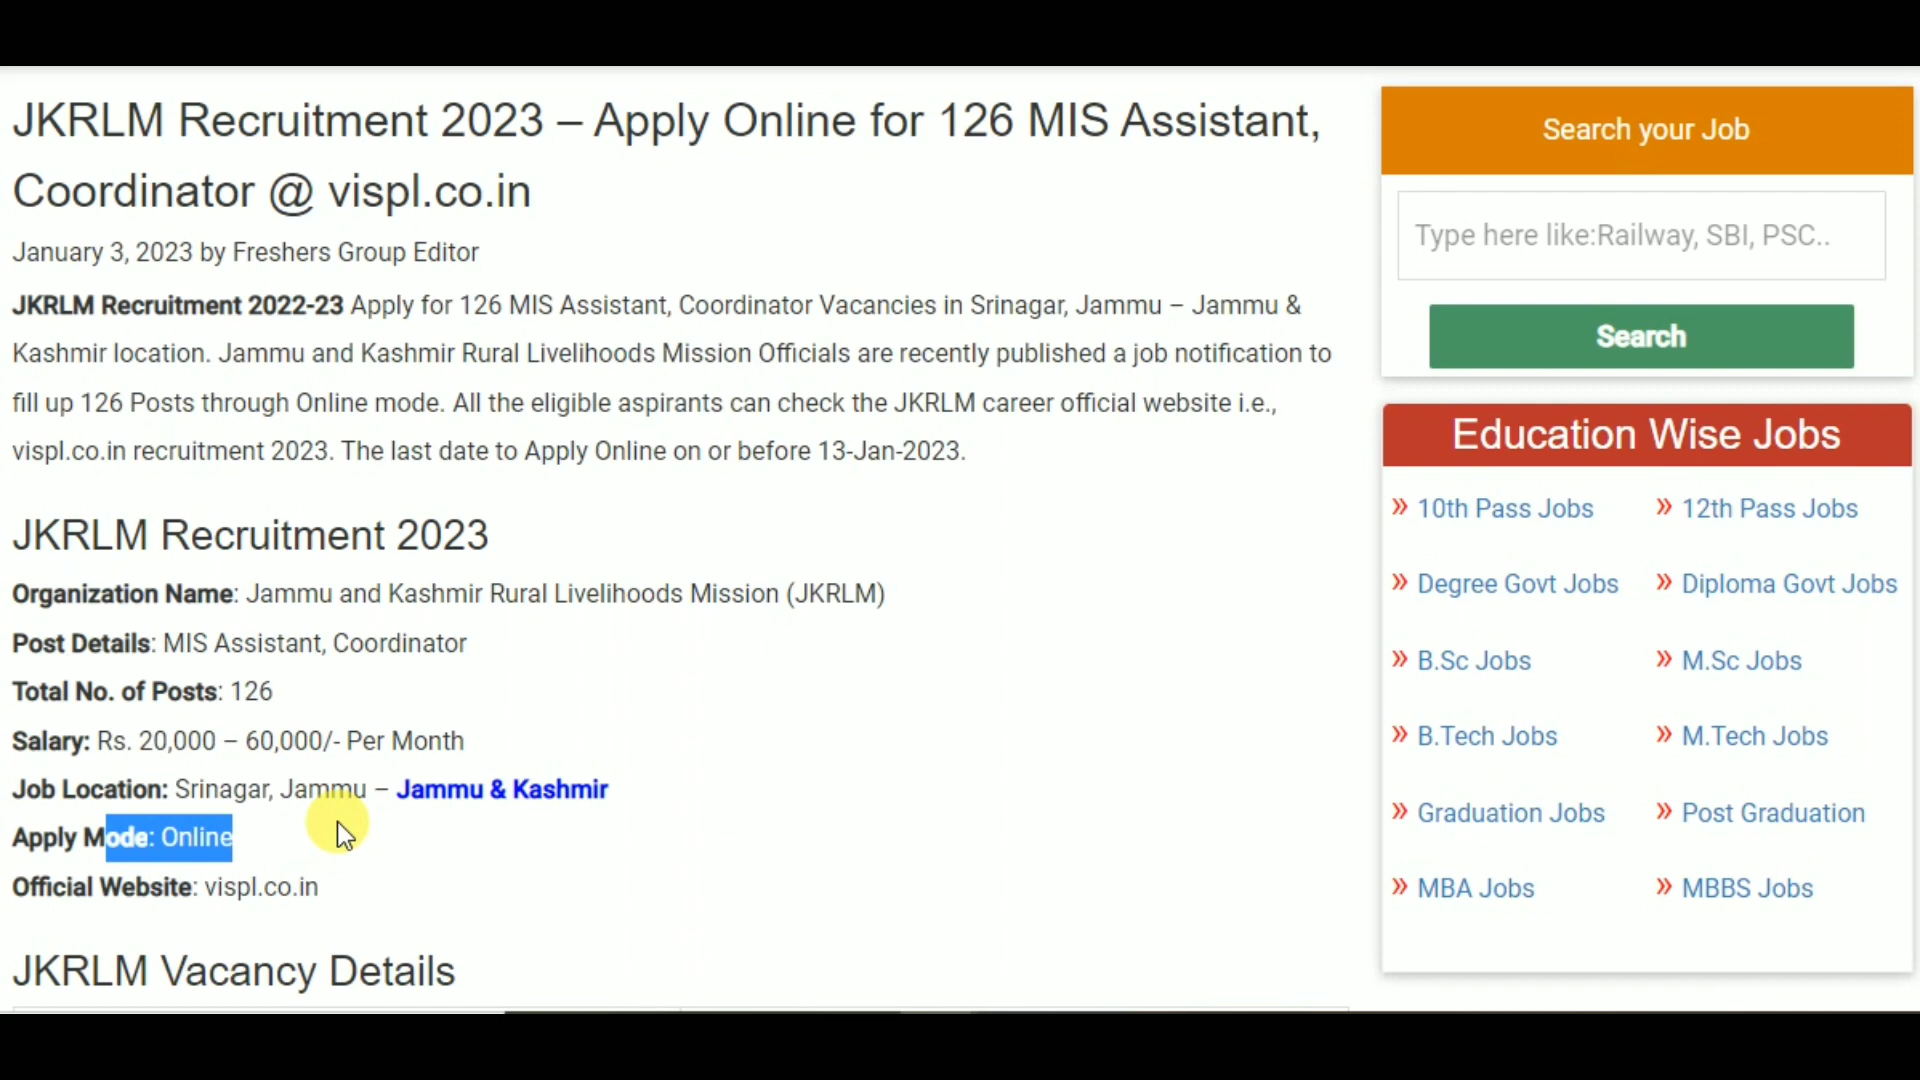 JKRLM Recruitment 2023 – Apply Online for 126 MIS Assistant,
Coordinator @ vispl.co.in
January 3, 2023 by Freshers Group Editor
JKRLM Recruitment 2022-23 Apply for 126 MIS Assistant, Coordinator Vacancies in Srinagar, Jammu – Jammu &
Kashmir location. Jammu and Kashmir Rural Livelihoods Mission Officials are recently published a job notification to
fill up 126 Posts through Online mode. All the eligible aspirants can check the JKRLM career official website i.e.,
vispl.co.in recruitment 2023. The last date to Apply Online on or before 13-Jan-2023.
JKRLM Recruitment 2023
Organization Name: Jammu and Kashmir Rural Livelihoods Mission (JKRLM)
Post Details: MIS Assistant, Coordinator
Total No. of Posts: 126
Salary: Rs. 20,000 – 60,000/- Per Month
Job Location: Srinagar, Jammu – Jammu & Kashmir
Apply Mode: Online
Official Website: vispl.co.in
JKRLM Vacancy Details
Search your Job
Type here like:Railway, SBI, PSC..
Search
Education Wise Jobs
» 10th Pass Jobs » 12th Pass Jobs
» Degree Govt Jobs » Diploma Govt Jobs
» B.Sc Jobs » M.Sc Jobs
» B.Tech Jobs » M.Tech Jobs
» Graduation Jobs » Post Graduation
» MBA Jobs » MBBS Jobs